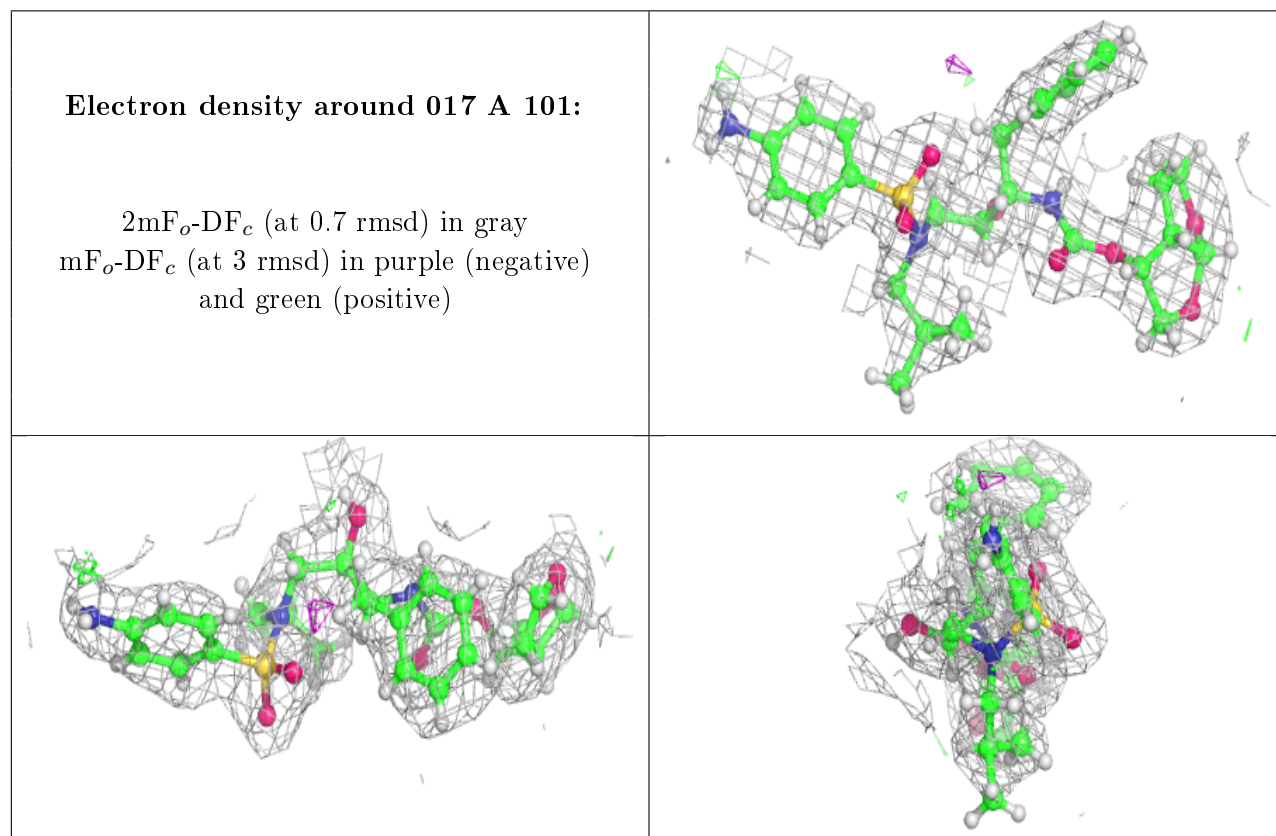 Electron density around 017 A 101:
2mFₒ-DF𝒸 (at 0.7 rmsd) in gray
mFₒ-DF𝒸 (at 3 rmsd) in purple (negative)
and green (positive)